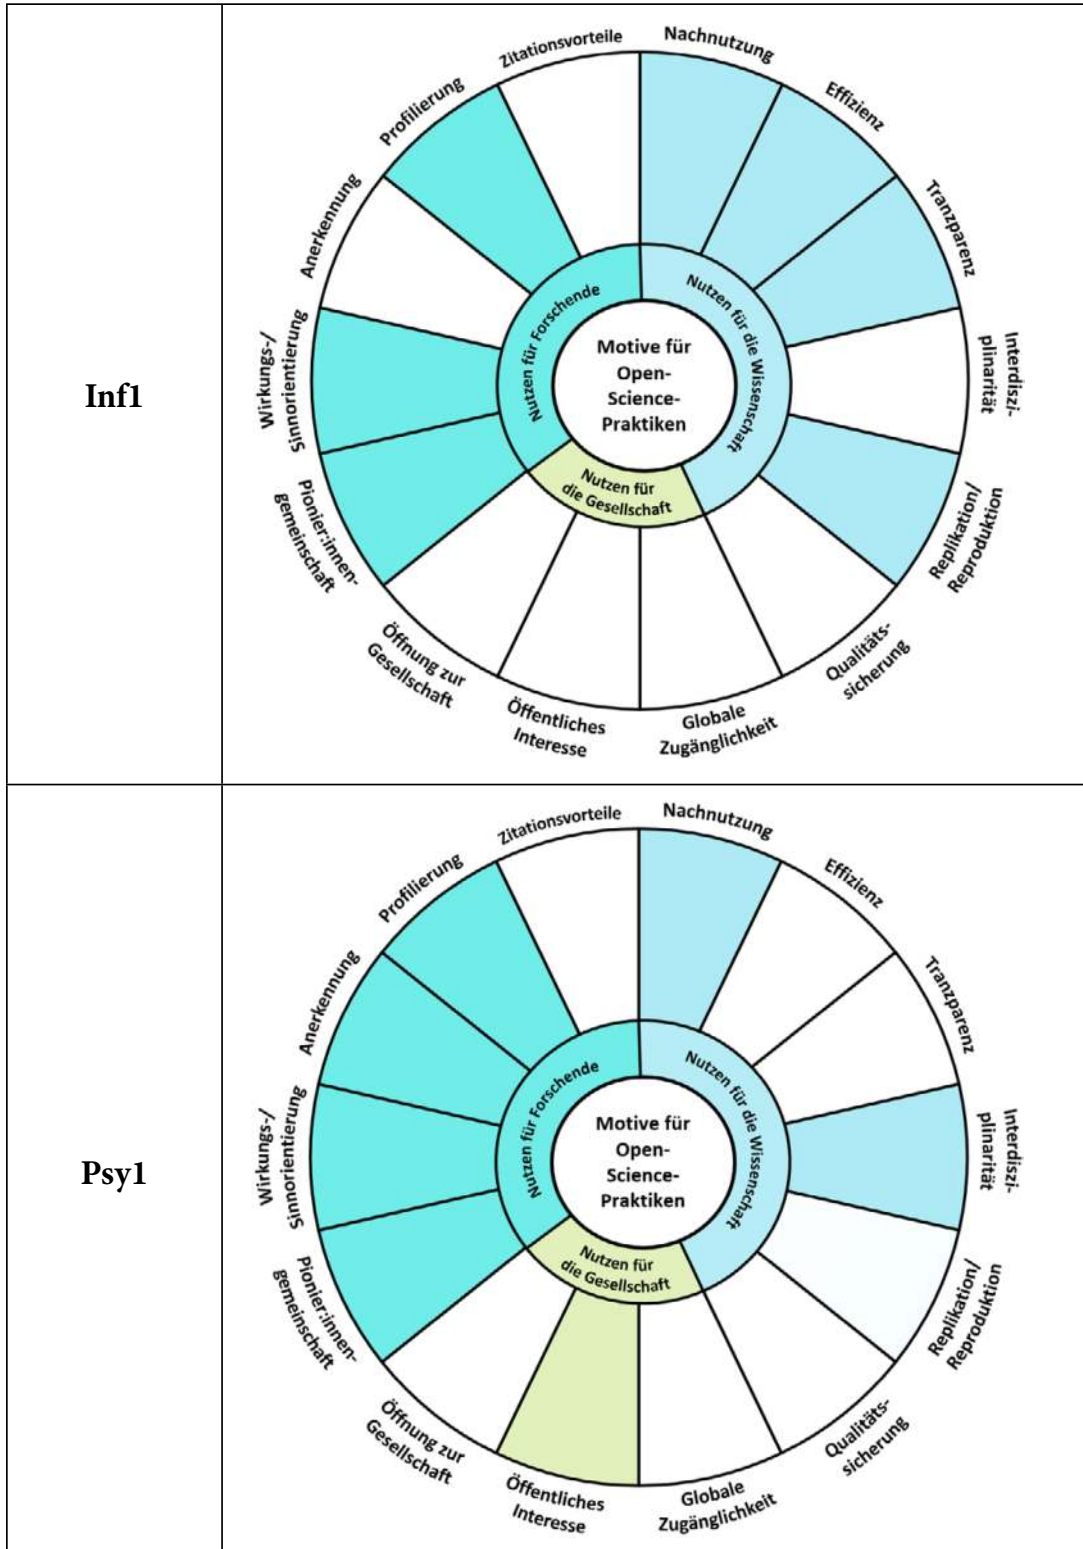 Inf1
Zitationsvorteile
Nachnutzung
Effizienz
Tranzparenz
Interdiszi-
plinarität
Replikation/
Reproduktion
Qualitäts-
sicherung
Globale
Zugänglichkeit
Öffentliches
Interesse
Öffnung zur
Gesellschaft
Pionier:innen-
gemeinschaft
Wirkungs-/
Sinnorientierung
Anerkennung
Profilierung
Nutzen für Forschende
Nutzen für die Wissenschaft
Nutzen für
die Gesellschaft
Motive für
Open-
Science-
Praktiken
Psy1
Zitationsvorteile
Nachnutzung
Effizienz
Tranzparenz
Interdiszi-
plinarität
Replikation/
Reproduktion
Qualitäts-
sicherung
Globale
Zugänglichkeit
Öffentliches
Interesse
Öffnung zur
Gesellschaft
Pionier:innen-
gemeinschaft
Wirkungs-/
Sinnorientierung
Anerkennung
Profilierung
Nutzen für Forschende
Nutzen für die Wissenschaft
Nutzen für
die Gesellschaft
Motive für
Open-
Science-
Praktiken